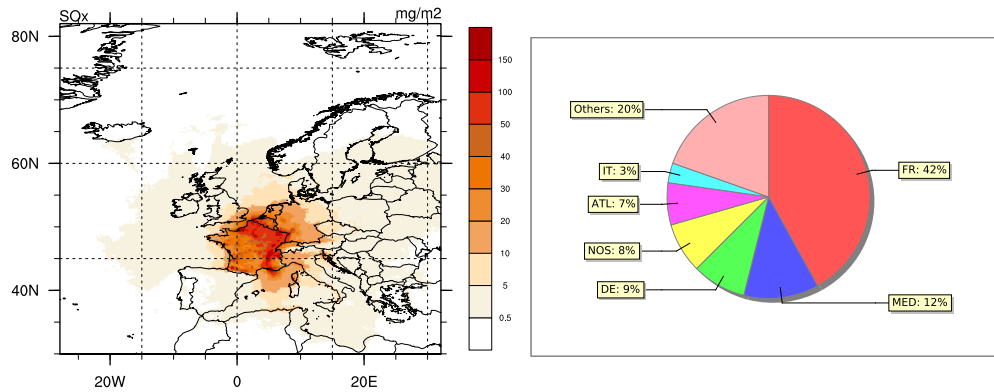 SOx mg/m2
80N
60N
40N
20W 0 20E
150
100
50
40
30
20
10
5
0.5
Others: 20%
IT: 3%
ATL: 7%
NOS: 8%
DE: 9%
FR: 42%
MED: 12%